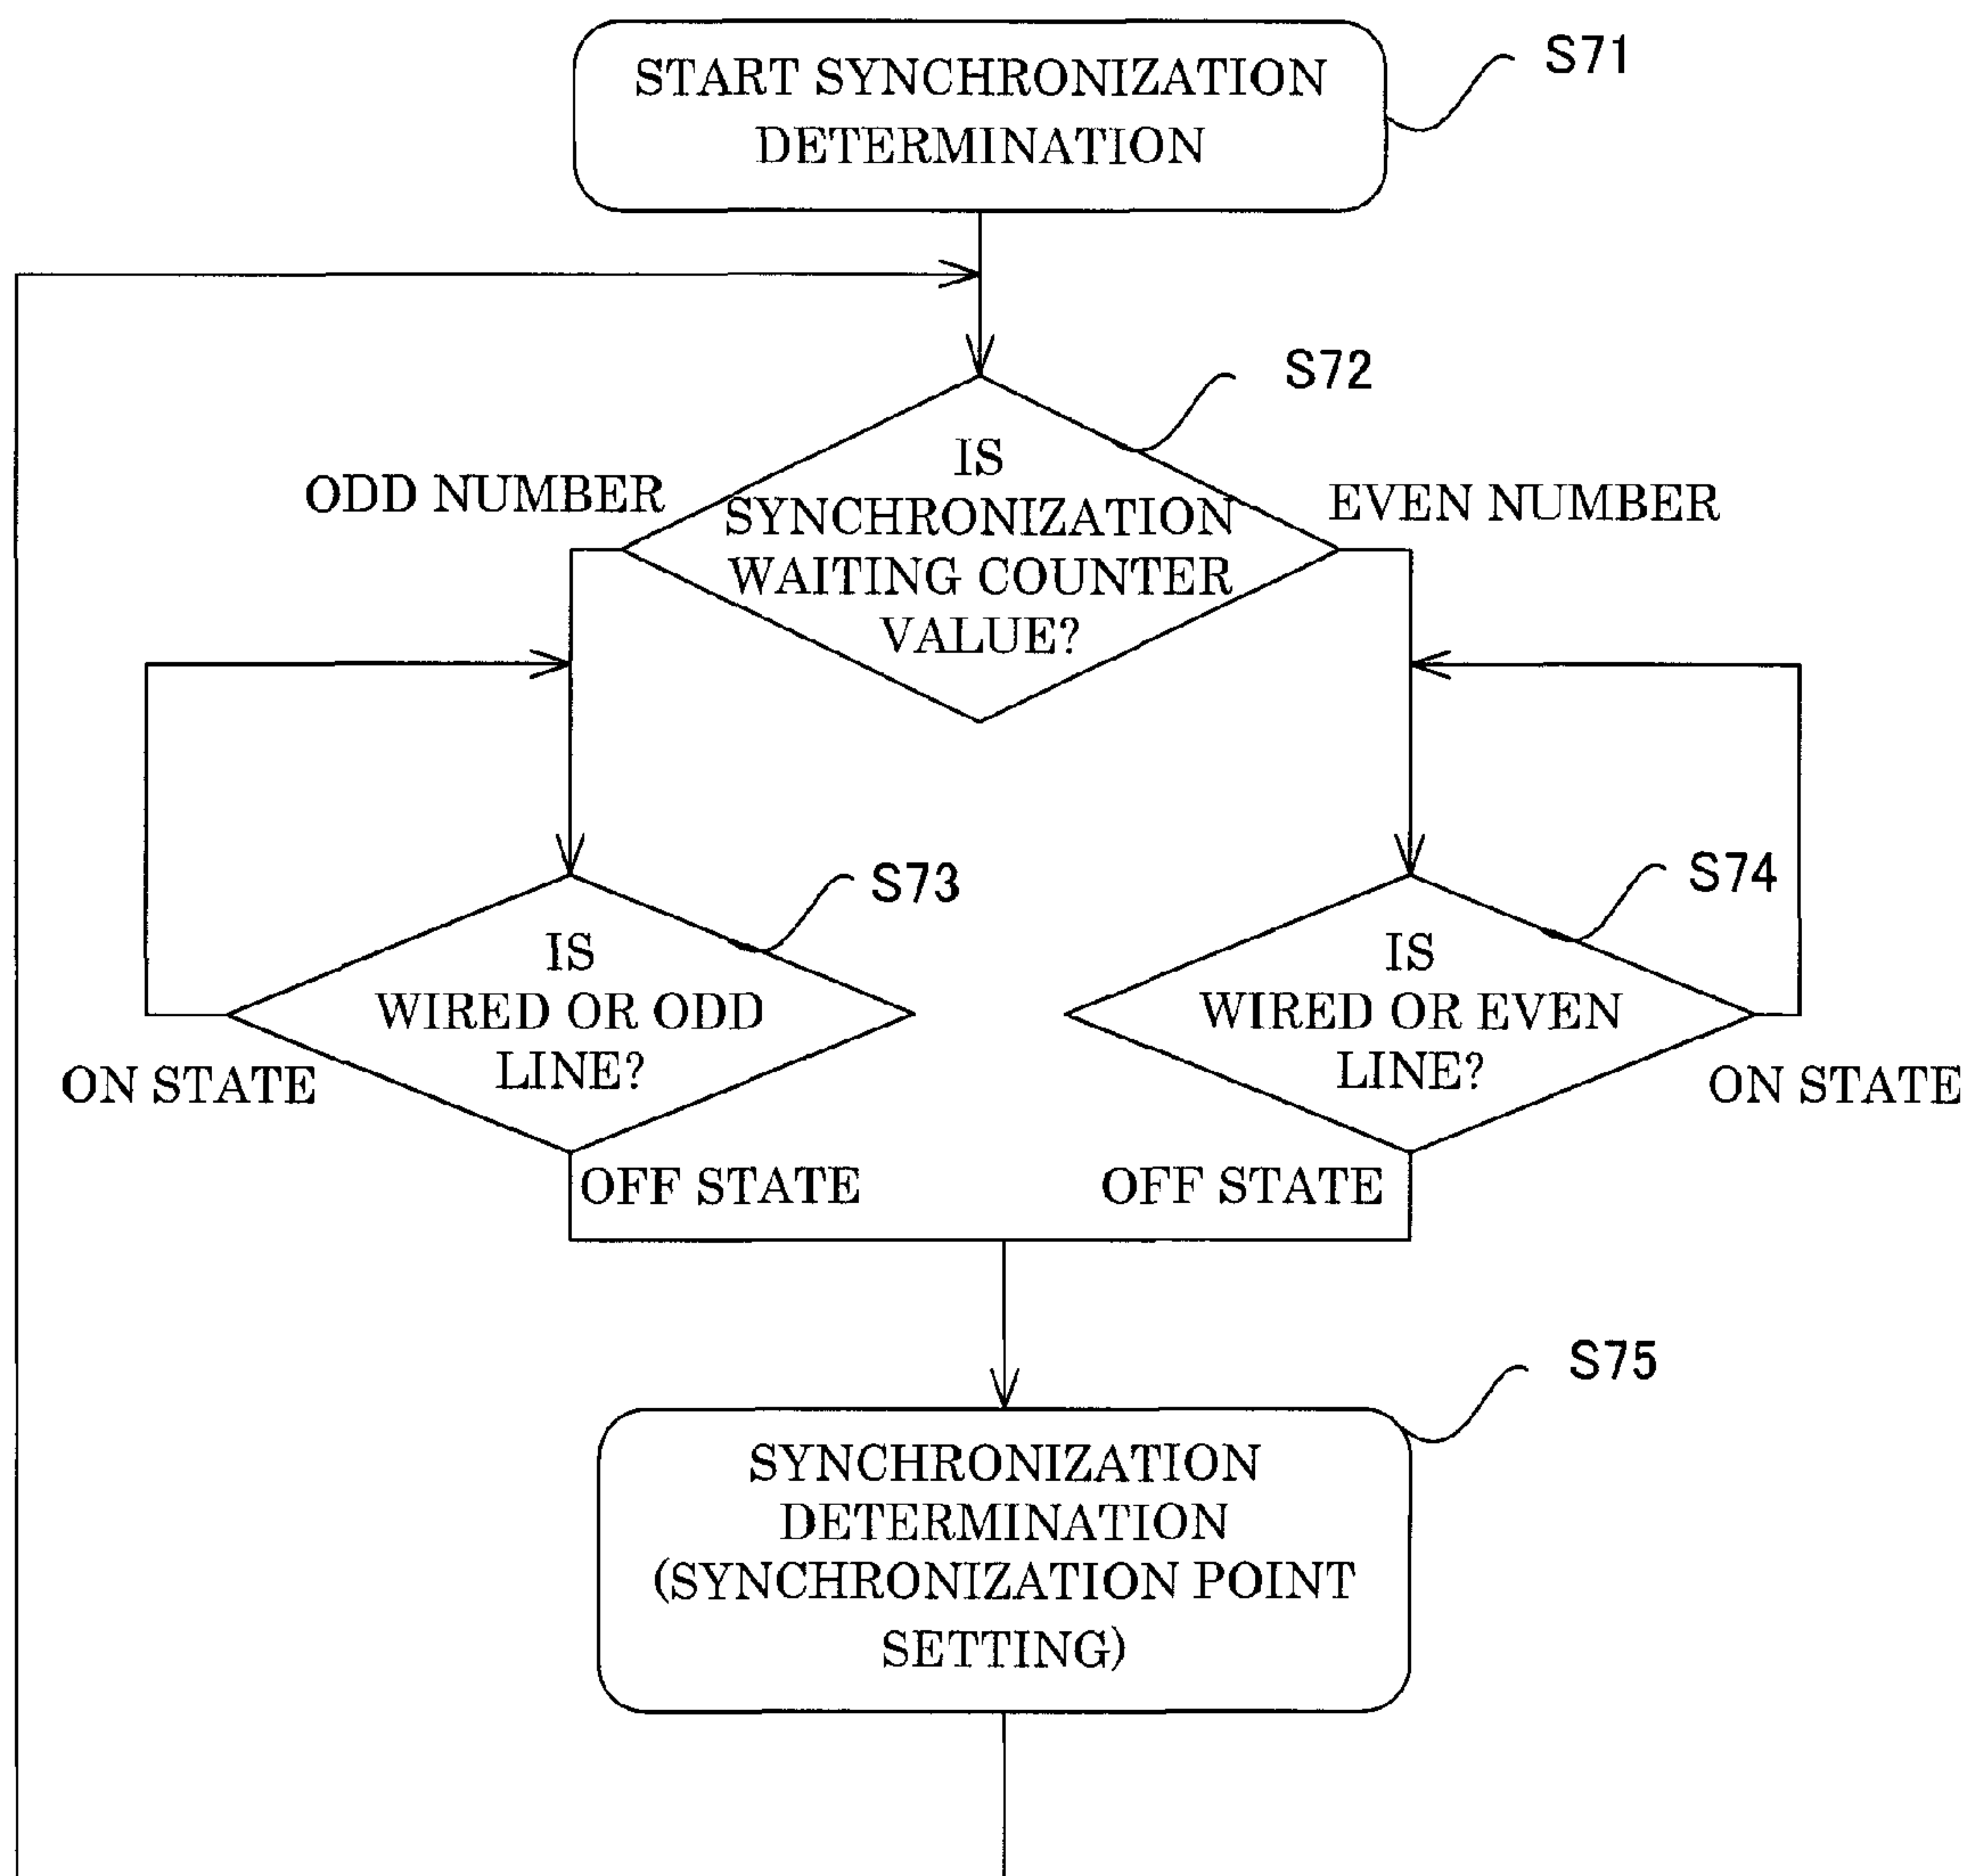 START SYNCHRONIZATION
DETERMINATION
S71
S72
IS
SYNCHRONIZATION
WAITING COUNTER
VALUE?
ODD NUMBER
EVEN NUMBER
S73
IS
WIRED OR ODD
LINE?
ON STATE
OFF STATE
S74
IS
WIRED OR EVEN
LINE?
ON STATE
OFF STATE
S75
SYNCHRONIZATION
DETERMINATION
(SYNCHRONIZATION POINT
SETTING)